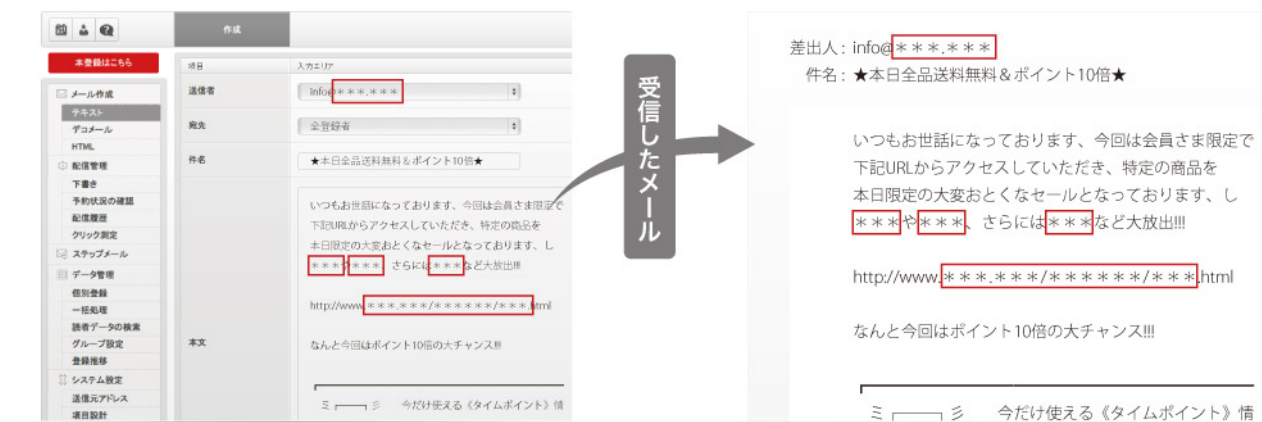 作成
本登録はこちら
メール作成
テキスト
デコメール
HTML
配信管理
下書き
予約状況の確認
配信履歴
クリック測定
ステップメール
データ管理
個別登録
一括処理
読者データの検索
グループ設定
登録推移
システム設定
送信元アドレス
項目設計
項目 入力エリア
送信者 info@＊＊＊.＊＊＊
宛先 全登録者
件名 ★本日全品送料無料＆ポイント10倍★
本文
いつもお世話になっております、今回は会員さま限定で
下記URLからアクセスしていただき、特定の商品を
本日限定の大変おとくなセールとなっております、し
＊＊＊や＊＊＊、さらには＊＊＊など大放出!!!
http://www.＊＊＊.＊＊＊/＊＊＊＊＊＊/＊＊＊.html
なんと今回はポイント10倍の大チャンス!!!
ミ┏━━┓彡 今だけ使える《タイムポイント》情
受信したメール
差出人：info@＊＊＊.＊＊＊
件名：★本日全品送料無料＆ポイント10倍★
いつもお世話になっております、今回は会員さま限定で
下記URLからアクセスしていただき、特定の商品を
本日限定の大変おとくなセールとなっております、し
＊＊＊や＊＊＊、さらには＊＊＊など大放出!!!
http://www.＊＊＊.＊＊＊/＊＊＊＊＊＊/＊＊＊.html
なんと今回はポイント10倍の大チャンス!!!
ミ┏━━┓彡 今だけ使える《タイムポイント》情